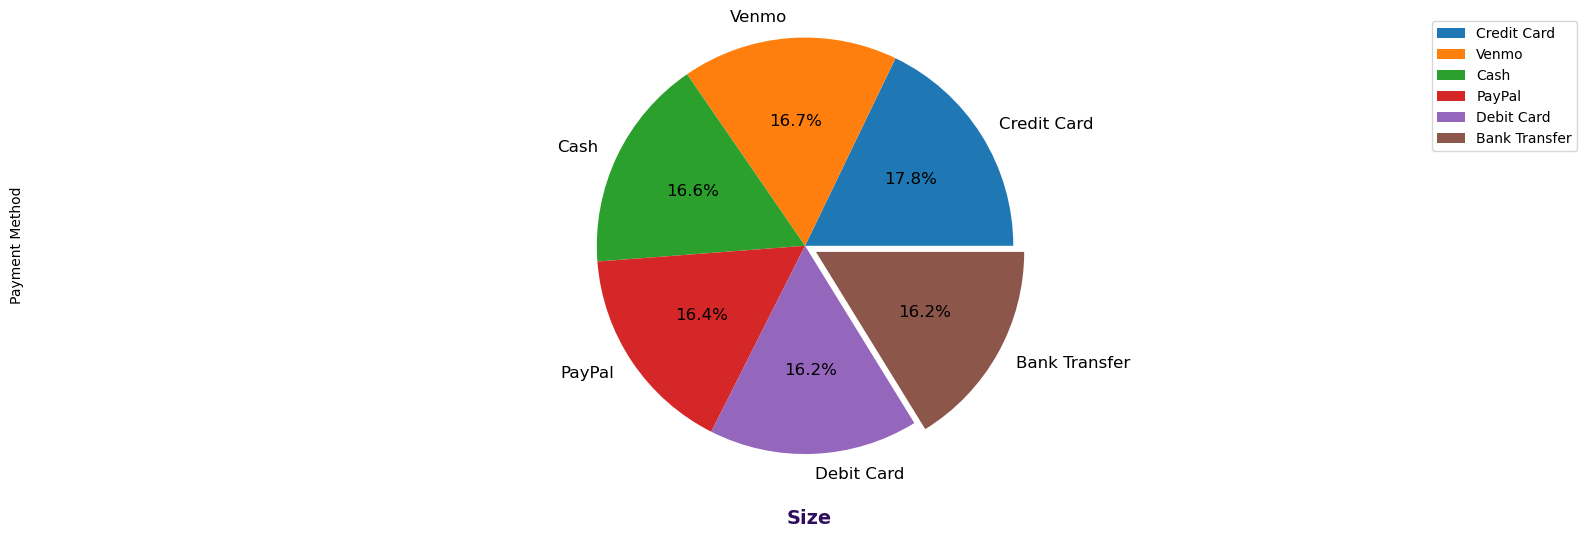 Venmo
Credit Card
Cash
PayPal
Debit Card
Bank Transfer
16.7%
17.8%
16.6%
16.4%
16.2%
16.2%
Payment Method
Size
Credit Card
Venmo
Cash
PayPal
Debit Card
Bank Transfer